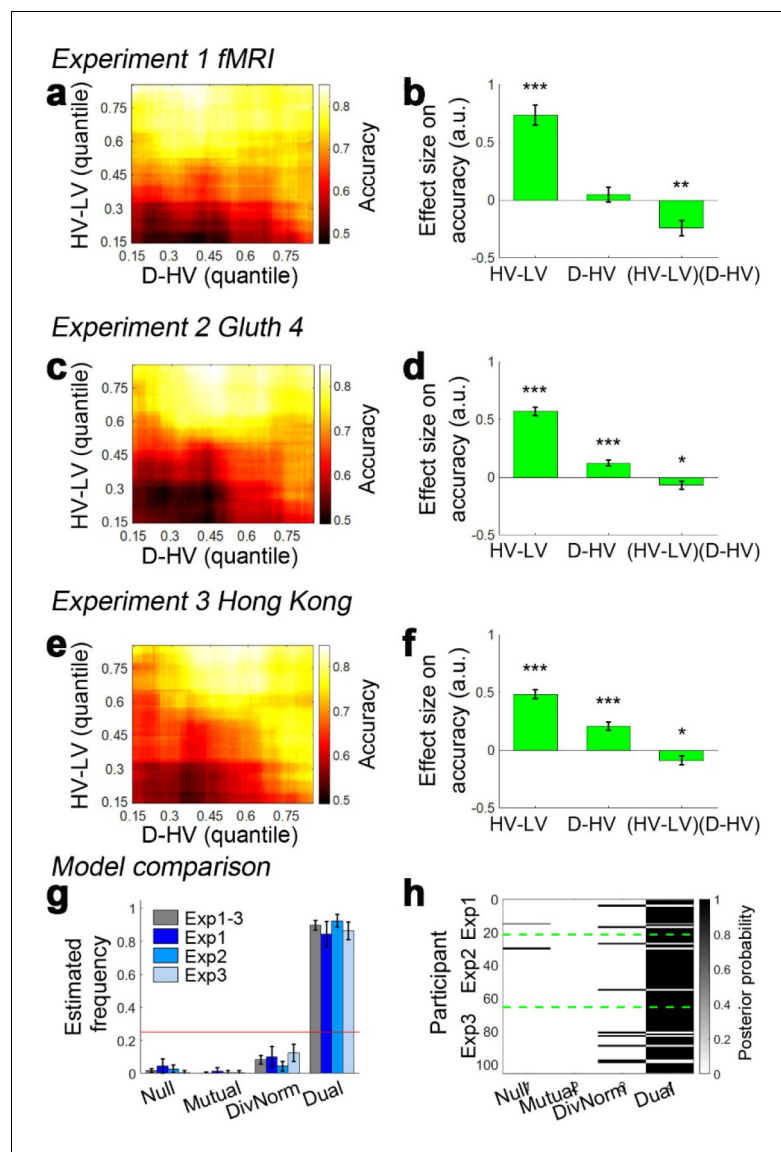 Experiment 1 fMRI
a
HV-LV (quantile)
0.75
0.6
0.45
0.3
0.15
0.15 0.3 0.45 0.6 0.75
D-HV (quantile)
0.8
0.7
0.6
0.5
Accuracy
b
Effect size on
accuracy (a.u.)
1
0.5
0
-0.5
***
**
HV-LV D-HV (HV-LV)(D-HV)
Experiment 2 Gluth 4
c
HV-LV (quantile)
0.75
0.6
0.45
0.3
0.15
0.15 0.3 0.45 0.6 0.75
D-HV (quantile)
0.8
0.7
0.6
0.5
Accuracy
d
Effect size on
accuracy (a.u.)
1
0.5
0
-0.5
***
***
*
HV-LV D-HV (HV-LV)(D-HV)
Experiment 3 Hong Kong
e
HV-LV (quantile)
0.75
0.6
0.45
0.3
0.15
0.15 0.3 0.45 0.6 0.75
D-HV (quantile)
0.8
0.7
0.6
0.5
Accuracy
f
Effect size on
accuracy (a.u.)
1
0.5
0
-0.5
***
***
*
HV-LV D-HV (HV-LV)(D-HV)
Model comparison
g
Estimated
frequency
1
0.8
0.6
0.4
0.2
0
Exp1-3
Exp1
Exp2
Exp3
Null Mutual DivNorm Dual
h
Participant
Exp1
Exp2
Exp3
0
20
40
60
80
100
Null Mutual DivNorm Dual
1
0.8
0.6
0.4
0.2
0
Posterior probability